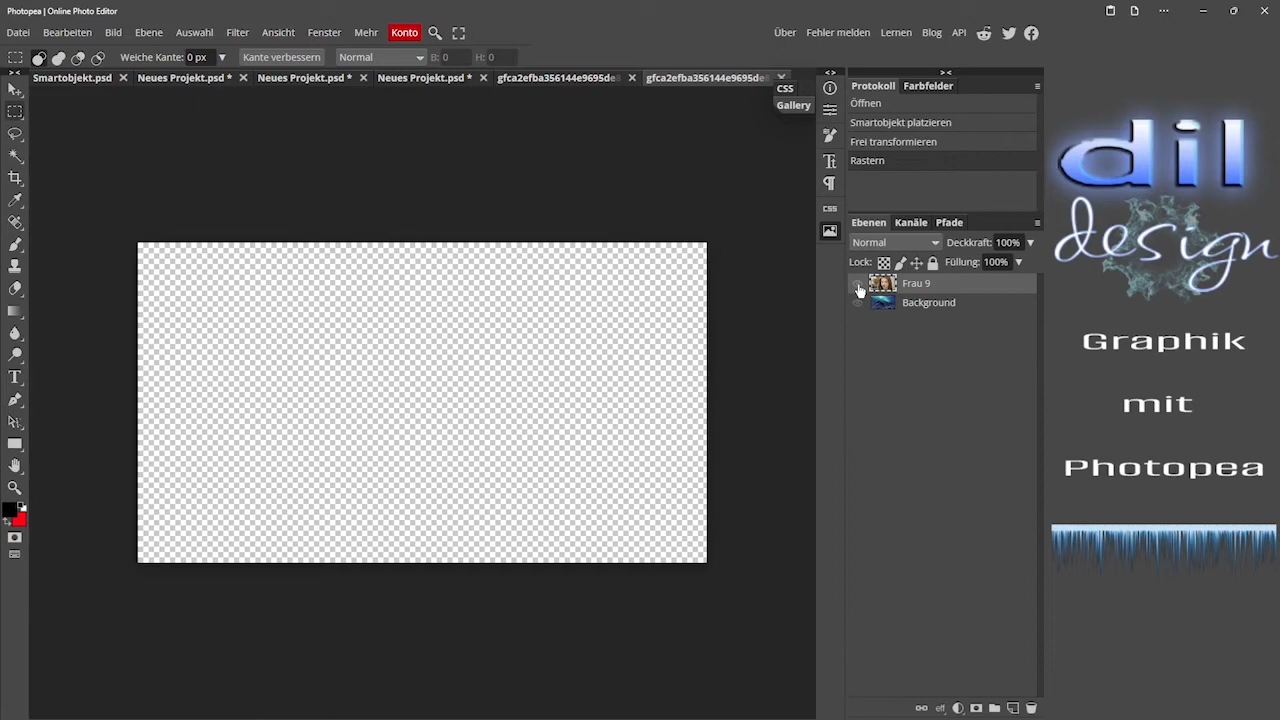 Photopea | Online Photo Editor
Datei Bearbeiten Bild Ebene Auswahl Filter Ansicht Fenster Mehr Konto Über Fehler melden Lernen Blog API
Weiche Kante: 0 px Kante verbessern Normal B: 0 H: 0
Smartobjekt.psd Neues Projekt.psd * Neues Projekt.psd * Neues Projekt.psd * gfca2efba356144e9695de8 gfca2efba356144e9695de8
CSS
Gallery
Protokoll Farbfelder
Öffnen
Smartobjekt platzieren
Frei transformieren
Rastern
CSS
Ebenen Kanäle Pfade
Normal Deckkraft: 100%
Lock: Füllung: 100%
Frau 9
Background
eff
dil
design
Graphik
mit
Photopea